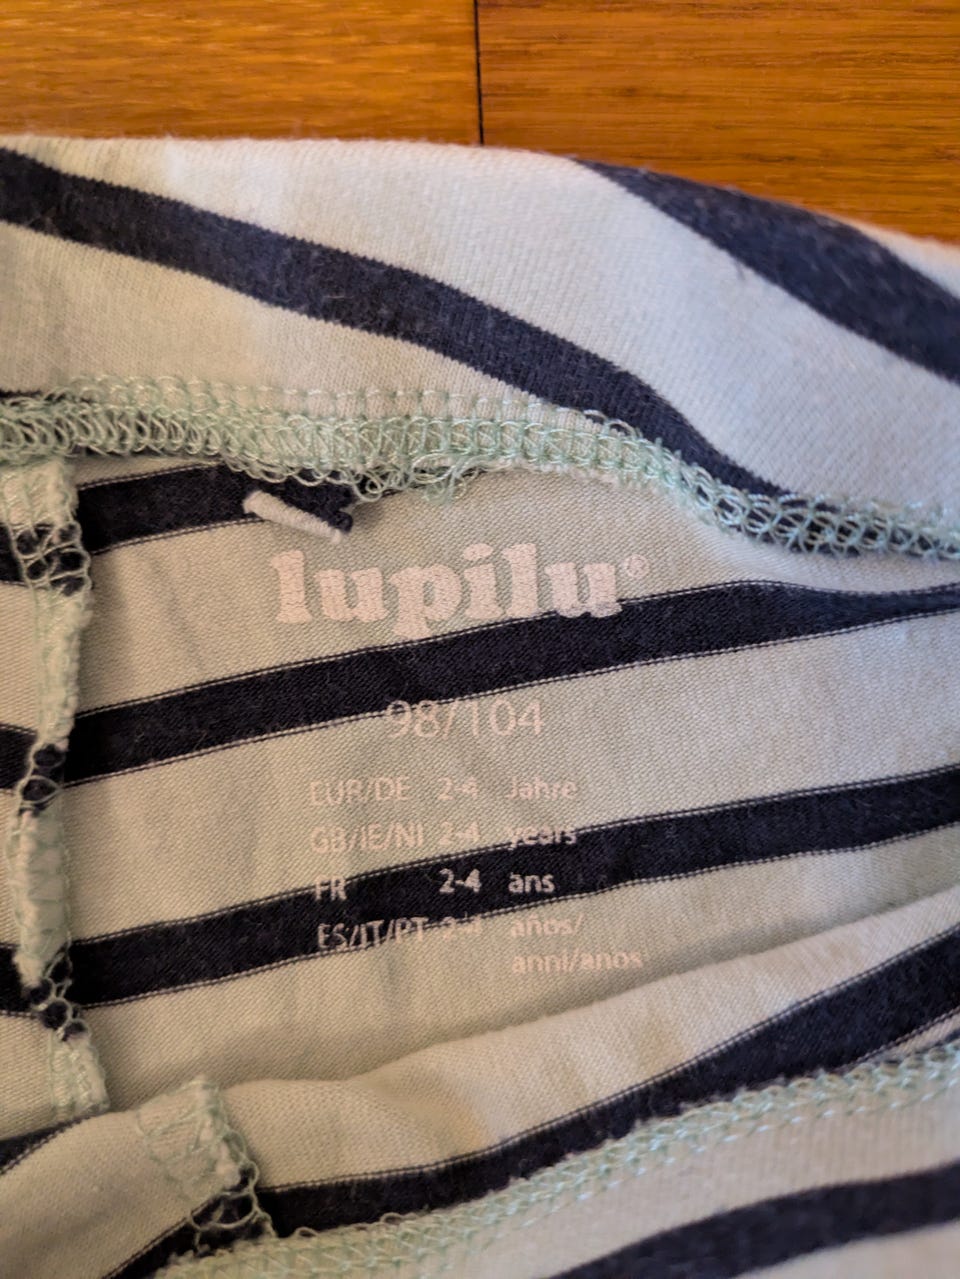 lupilu®
98/104
EUR/DE 2-4 Jahre
GB/IE/NI 2-4 years
FR 2-4 ans
ES/IT/PT 2-4 años/
anni/anos